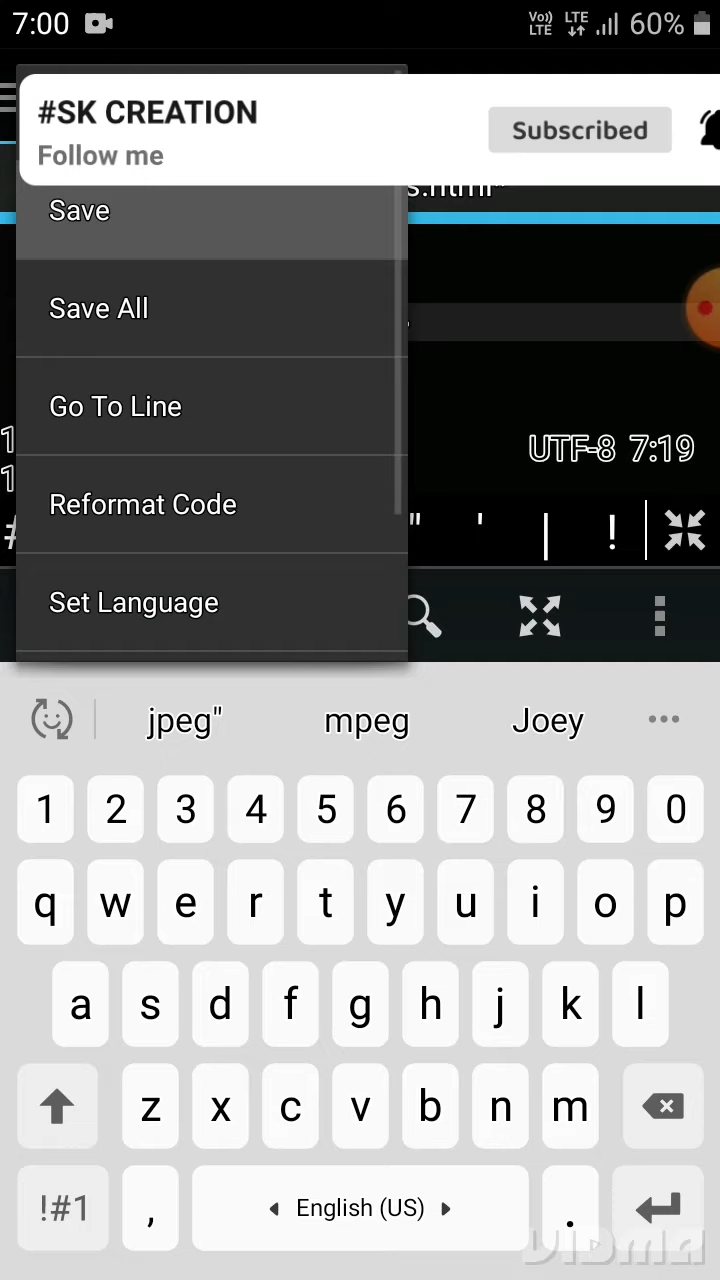 7:00 Vo)) LTE LTE 60%
#SK CREATION
Follow me
Subscribed
s.html*
Save
Save All
Go To Line
UTF-8 7:19
Reformat Code
" ' | !
Set Language
jpeg" mpeg Joey
1 2 3 4 5 6 7 8 9 0
q w e r t y u i o p
a s d f g h j k l
z x c v b n m
!#1 , English (US) .
VIDMA